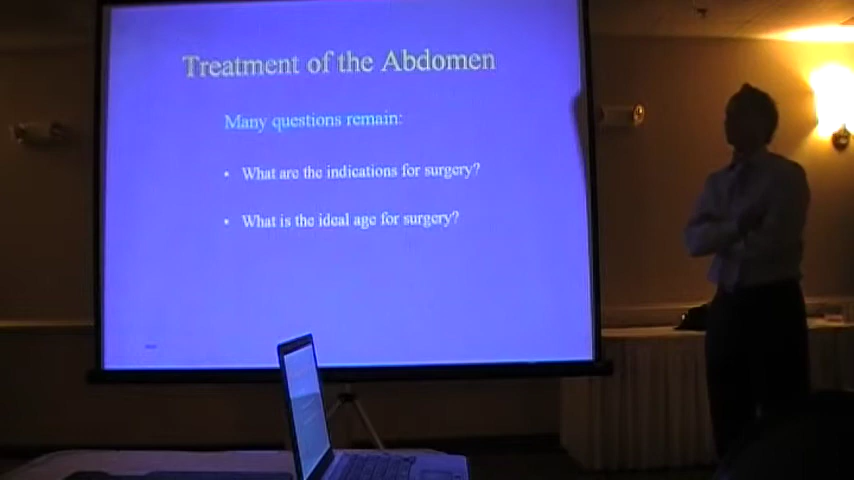 Treatment of the Abdomen
Many questions remain:
• What are the indications for surgery?
• What is the ideal age for surgery?